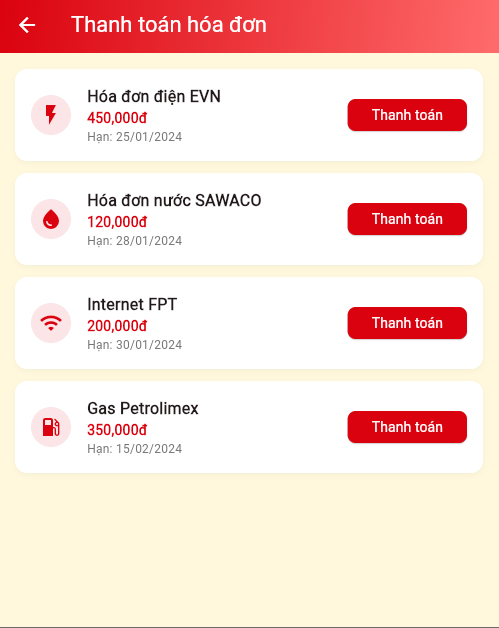 Thanh toán hóa đơn
Hóa đơn điện EVN
450,000đ
Hạn: 25/01/2024
Thanh toán
Hóa đơn nước SAWACO
120,000đ
Hạn: 28/01/2024
Thanh toán
Internet FPT
200,000đ
Hạn: 30/01/2024
Thanh toán
Gas Petrolimex
350,000đ
Hạn: 15/02/2024
Thanh toán